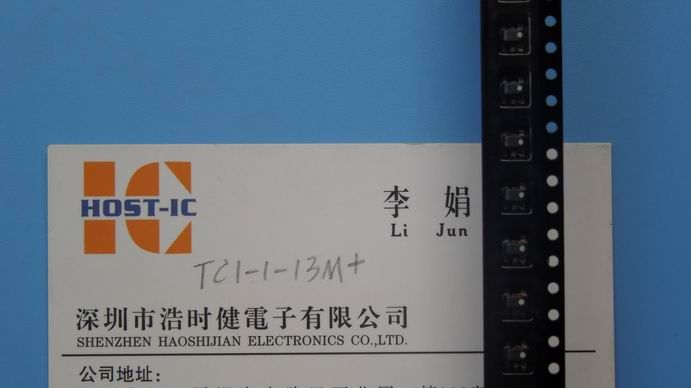 HOST-IC
李 娟
Li Jun
TC1-1-13M+
深圳市浩时健電子有限公司
SHENZHEN HAOSHIJIAN ELECTRONICS CO.,LTD.
公司地址: